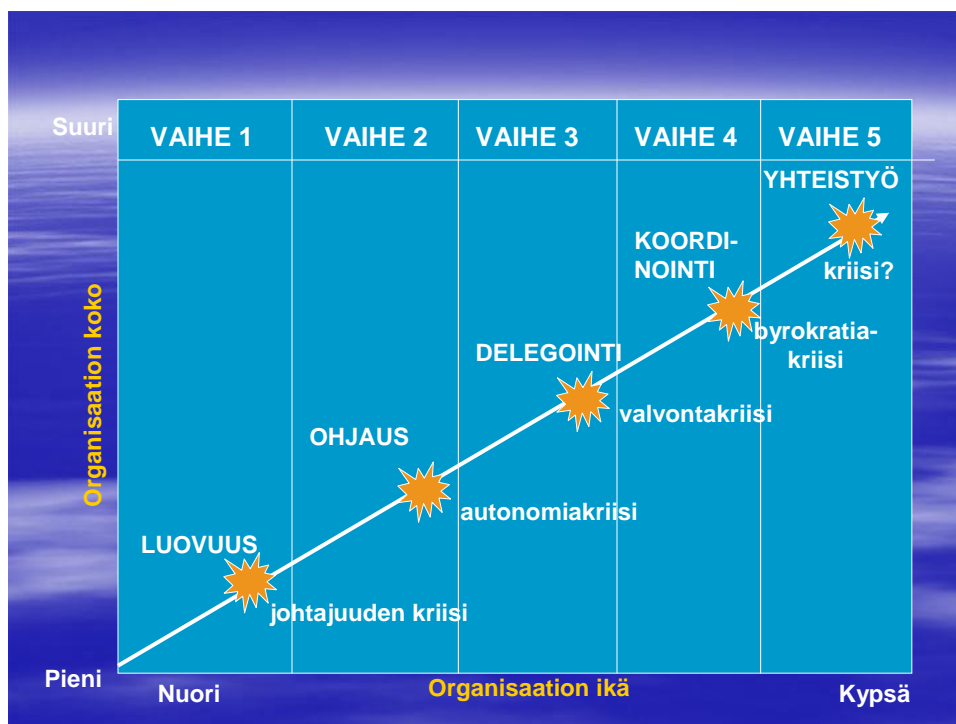 Suuri
VAIHE 1
VAIHE 2
VAIHE 3
VAIHE 4
VAIHE 5
YHTEISTYÖ
KOORDI-
NOINTI
kriisi?
Organisaation koko
byrokratia-
kriisi
DELEGOINTI
valvontakriisi
OHJAUS
autonomiakriisi
LUOVUUS
johtajuuden kriisi
Pieni
Nuori
Organisaation ikä
Kypsä